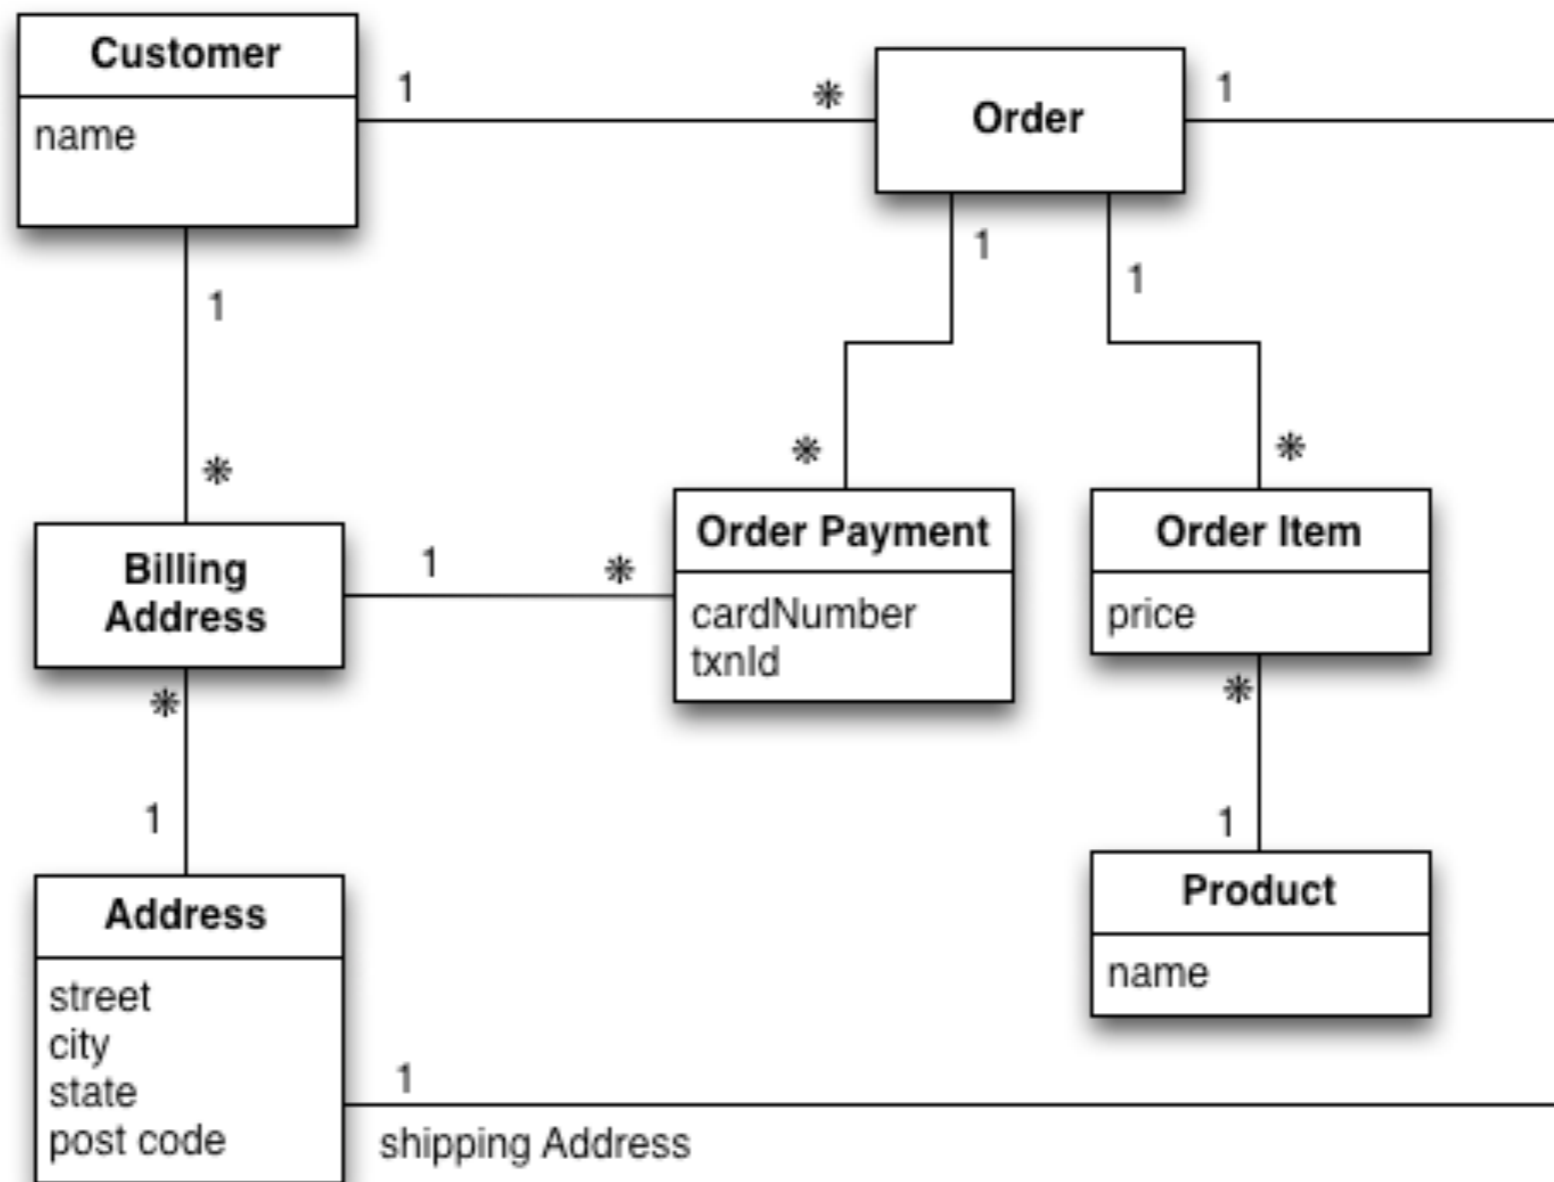 Customer
name
1
*
Order
1
1
1
1
*
*
*
Billing
Address
1
*
Order Payment
cardNumber
txnId
Order Item
price
*
1
*
1
Address
street
city
state
post code
Product
name
1
shipping Address